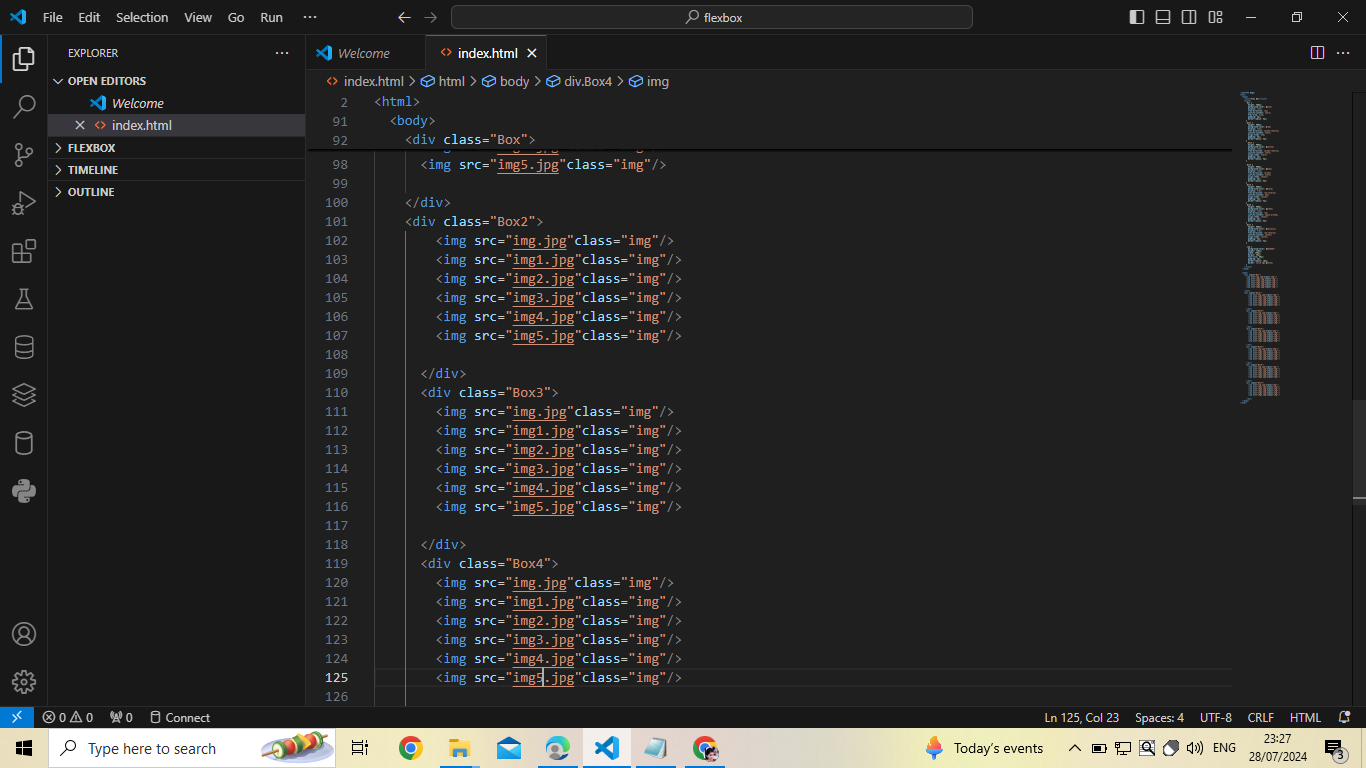 File Edit Selection View Go Run ··· flexbox
EXPLORER ···
OPEN EDITORS
Welcome
index.html
FLEXBOX
TIMELINE
OUTLINE
Welcome index.html
index.html > html > body > div.Box4 > img
2 <html>
91 <body>
92 <div class="Box">
98 <img src="img5.jpg"class="img"/>
99
100 </div>
101 <div class="Box2">
102 <img src="img.jpg"class="img"/>
103 <img src="img1.jpg"class="img"/>
104 <img src="img2.jpg"class="img"/>
105 <img src="img3.jpg"class="img"/>
106 <img src="img4.jpg"class="img"/>
107 <img src="img5.jpg"class="img"/>
108
109 </div>
110 <div class="Box3">
111 <img src="img.jpg"class="img"/>
112 <img src="img1.jpg"class="img"/>
113 <img src="img2.jpg"class="img"/>
114 <img src="img3.jpg"class="img"/>
115 <img src="img4.jpg"class="img"/>
116 <img src="img5.jpg"class="img"/>
117
118 </div>
119 <div class="Box4">
120 <img src="img.jpg"class="img"/>
121 <img src="img1.jpg"class="img"/>
122 <img src="img2.jpg"class="img"/>
123 <img src="img3.jpg"class="img"/>
124 <img src="img4.jpg"class="img"/>
125 <img src="img5.jpg"class="img"/>
126
0 0 0 Connect Ln 125, Col 23 Spaces: 4 UTF-8 CRLF HTML
Type here to search Today's events ENG 23:27
28/07/2024 3